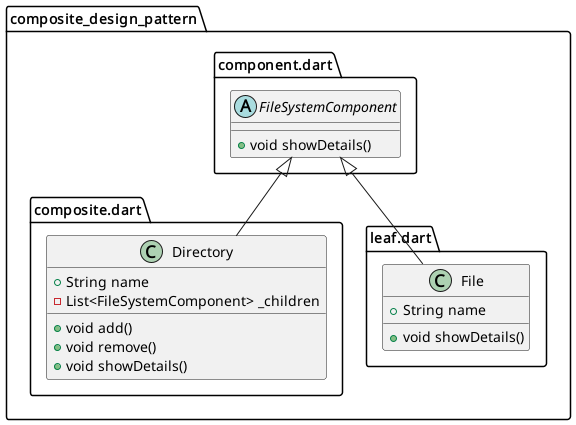 composite_design_pattern
component.dart
A FileSystemComponent
void showDetails()
composite.dart
C Directory
String name
List<FileSystemComponent> _children
void add()
void remove()
void showDetails()
leaf.dart
C File
String name
void showDetails()